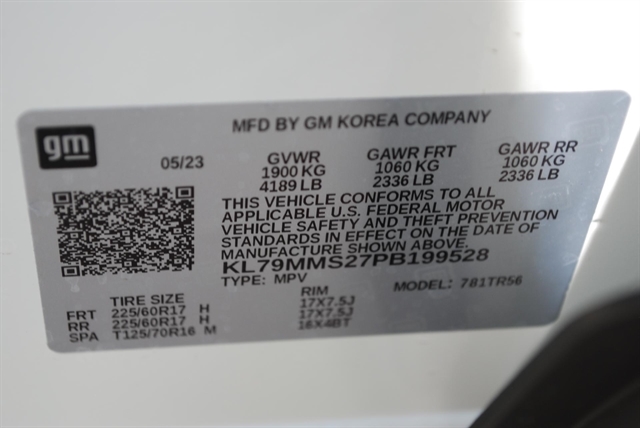 MFD BY GM KOREA COMPANY
gm
05/23
GVWR GAWR FRT GAWR RR
1900 KG 1060 KG 1060 KG
4189 LB 2336 LB 2336 LB
THIS VEHICLE CONFORMS TO ALL
APPLICABLE U.S. FEDERAL MOTOR
VEHICLE SAFETY AND THEFT PREVENTION
STANDARDS IN EFFECT ON THE DATE OF
MANUFACTURE SHOWN ABOVE.
KL79MMS27PB199528
TYPE: MPV MODEL: 781TR56
TIRE SIZE RIM
FRT 225/60R17 H 17X7.5J
RR 225/60R17 H 17X7.5J
SPA T125/70R16 M 16X4BT